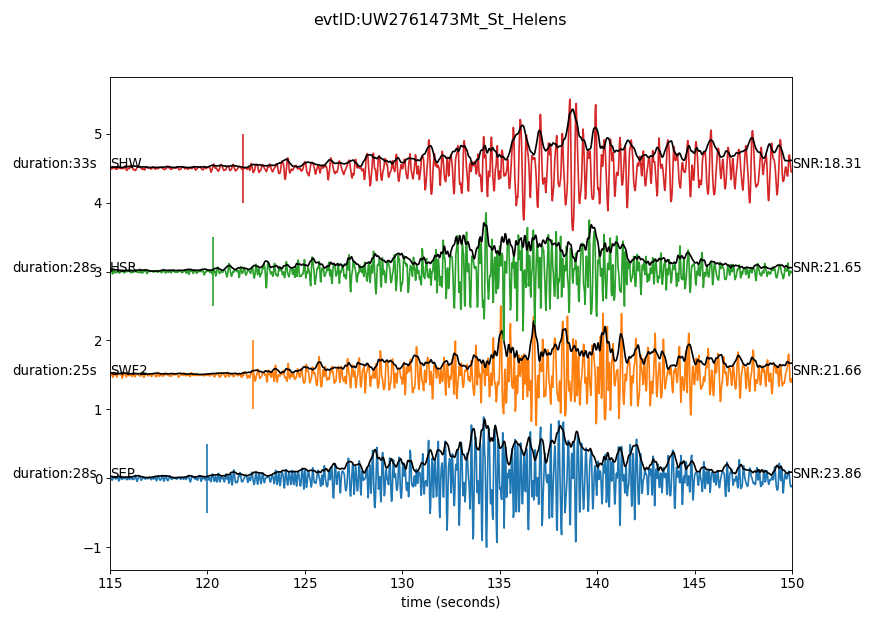 evtID:UW2761473Mt_St_Helens
5
duration:33s SHW SNR:18.31
4
duration:28s 3 HSR SNR:21.65
2
duration:25s SWF2 SNR:21.66
1
duration:28s 0 SEP SNR:23.86
−1
115 120 125 130 135 140 145 150
time (seconds)